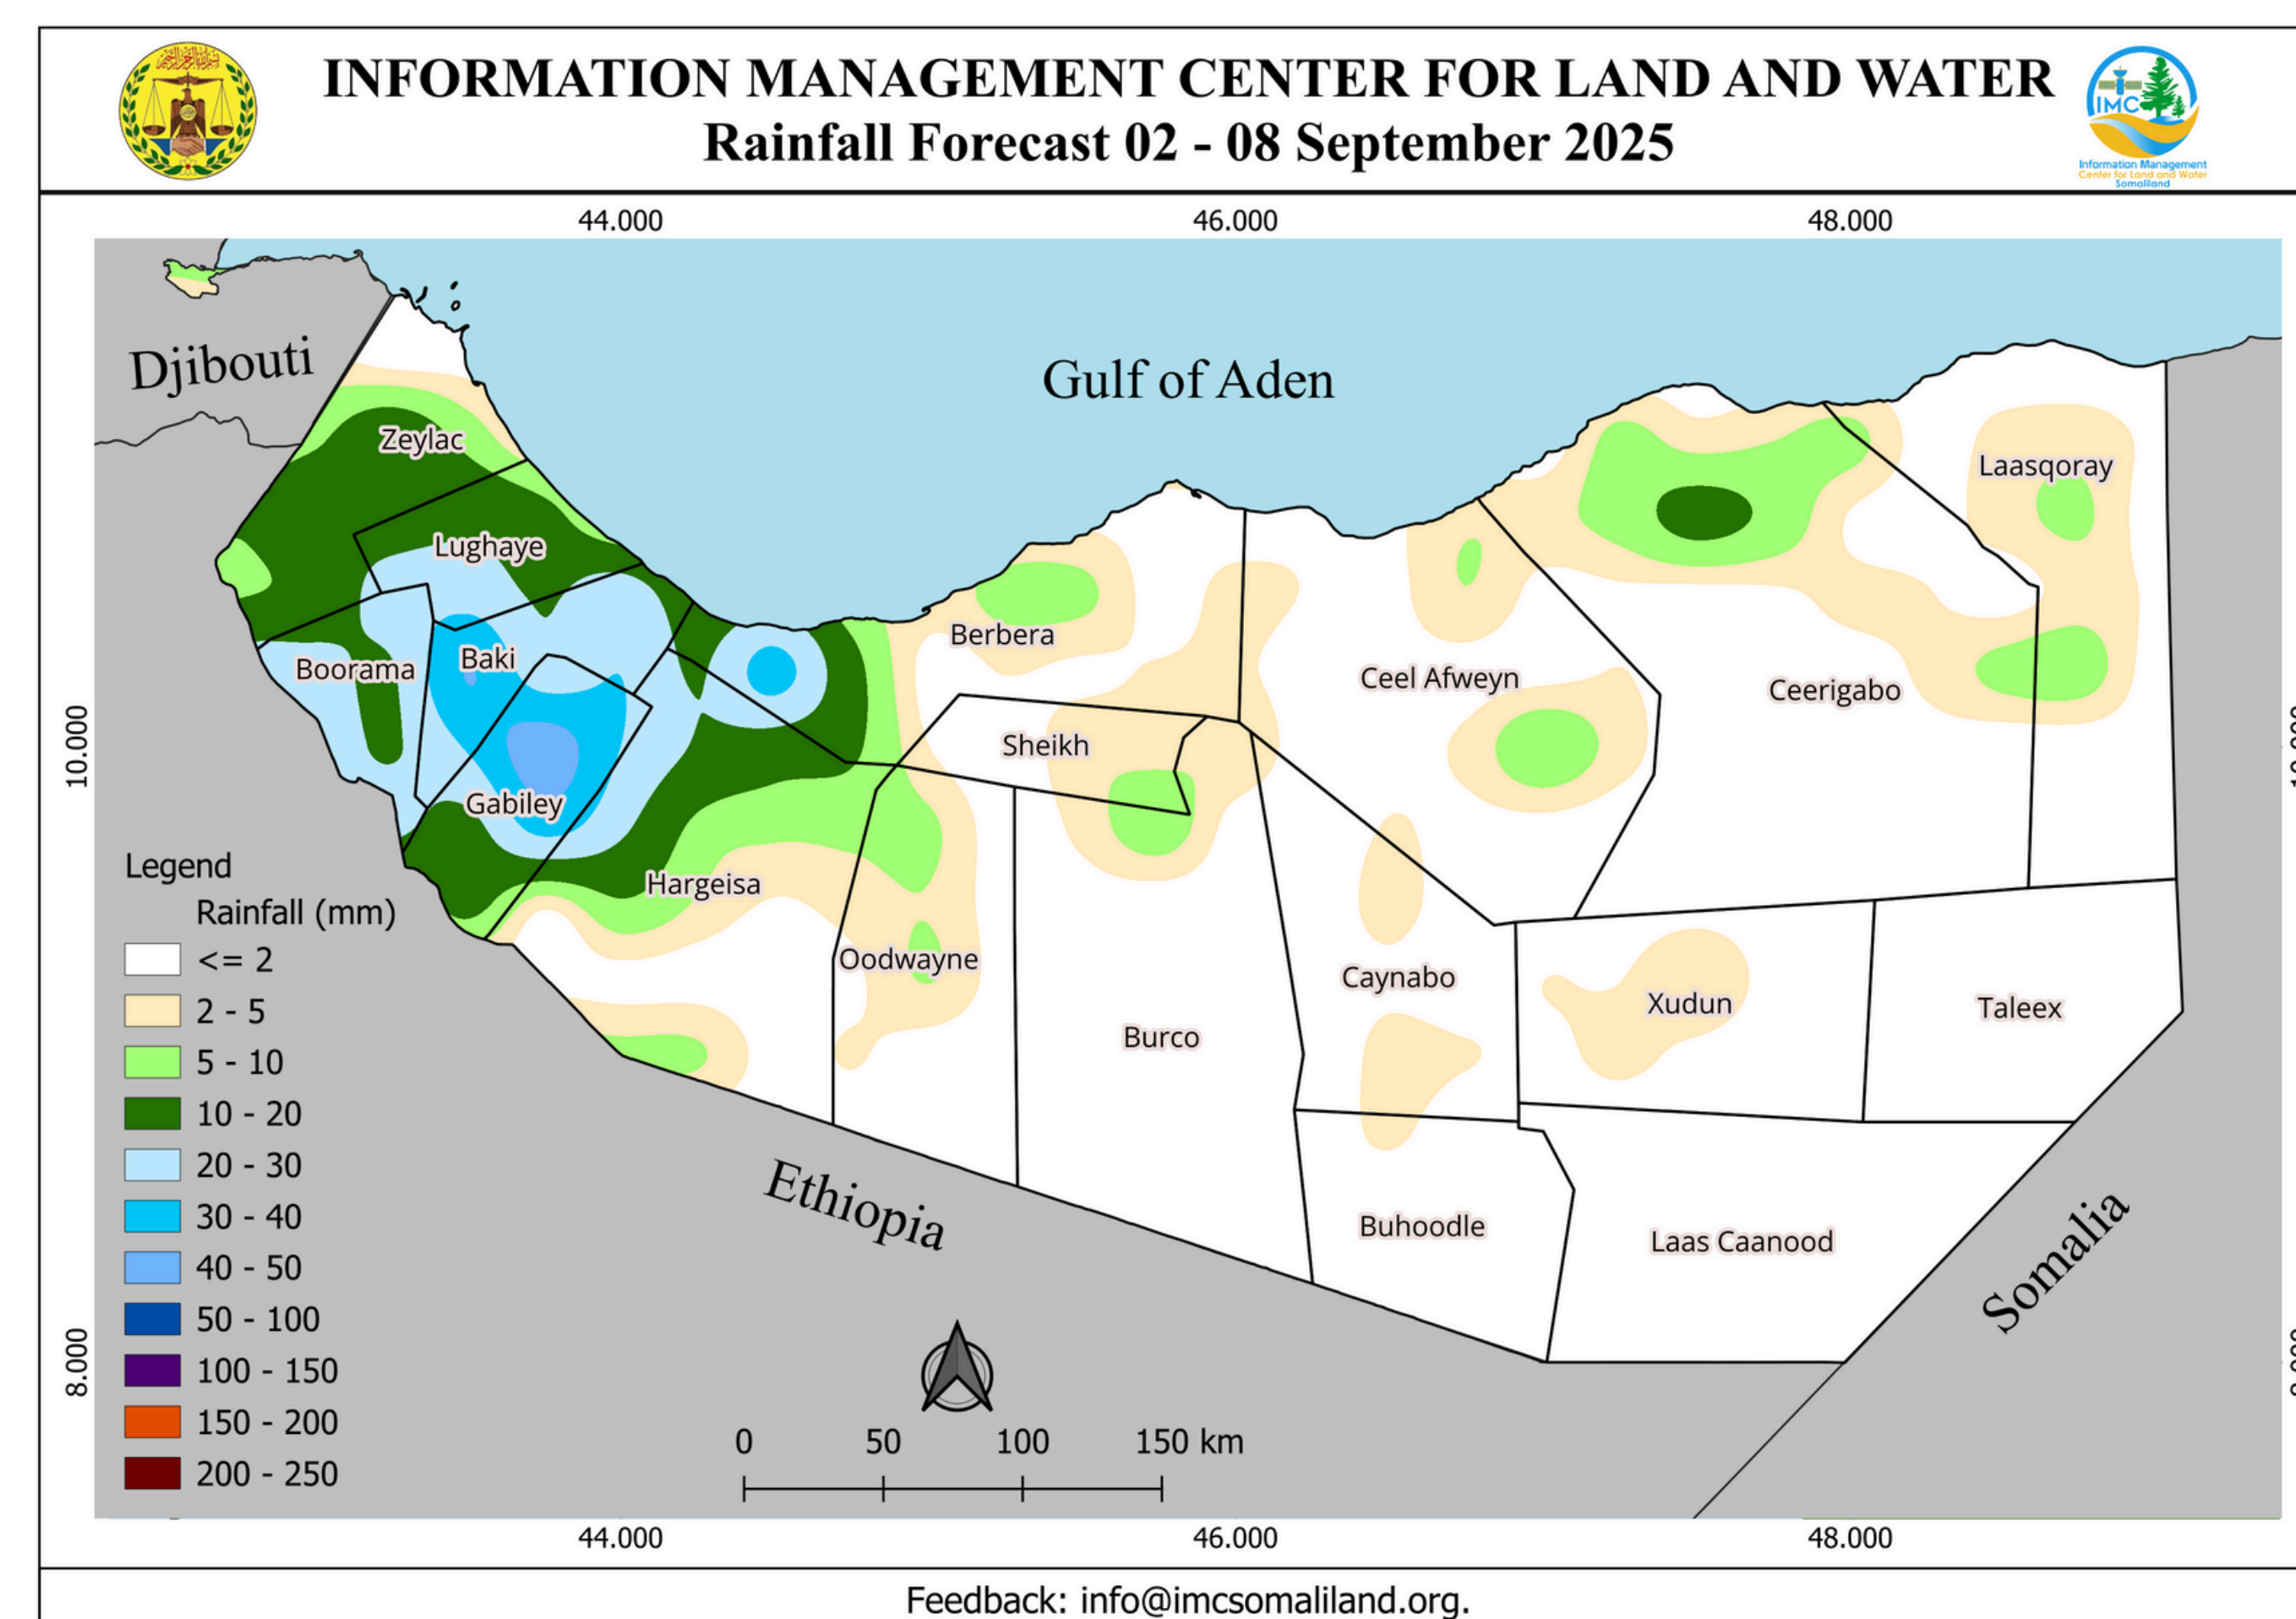 INFORMATION MANAGEMENT CENTER FOR LAND AND WATER
Rainfall Forecast 02 - 08 September 2025
IMC
Information Management
Center for Land and Water
Somaliland
44.000
46.000
48.000
Djibouti
Gulf of Aden
Zeylac
Laasqoray
Lughaye
Berbera
Boorama
Baki
Ceel Afweyn
Ceerigabo
10.000
Sheikh
Gabiley
Hargeisa
Oodwayne
Caynabo
Xudun
Taleex
Burco
Buhoodle
Laas Caanood
Ethiopia
Somalia
8.000
Legend
Rainfall (mm)
<= 2
2 - 5
5 - 10
10 - 20
20 - 30
30 - 40
40 - 50
50 - 100
100 - 150
150 - 200
200 - 250
0 50 100 150 km
44.000
46.000
48.000
Feedback: info@imcsomaliland.org.